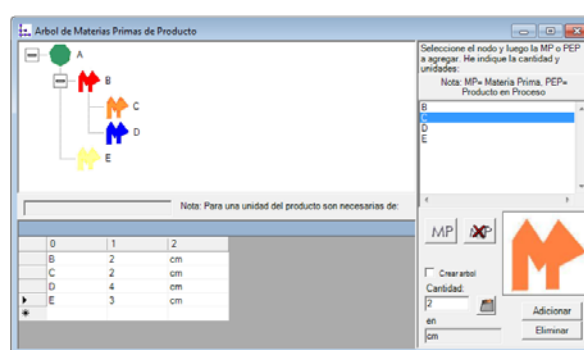 Arbol de Materias Primas de Producto
A
B
C
D
E
Nota: Para una unidad del producto son necesarias de:
0 1 2
B 2 cm
C 2 cm
D 4 cm
E 3 cm
Seleccione el nodo y luego la MP o PEP
a agregar. He indique la cantidad y
unidades:
Nota: MP= Materia Prima, PEP=
Producto en Proceso
B
C
D
E
MP
MP
Crear arbol
Cantidad:
2
en
cm
Adicionar
Eliminar